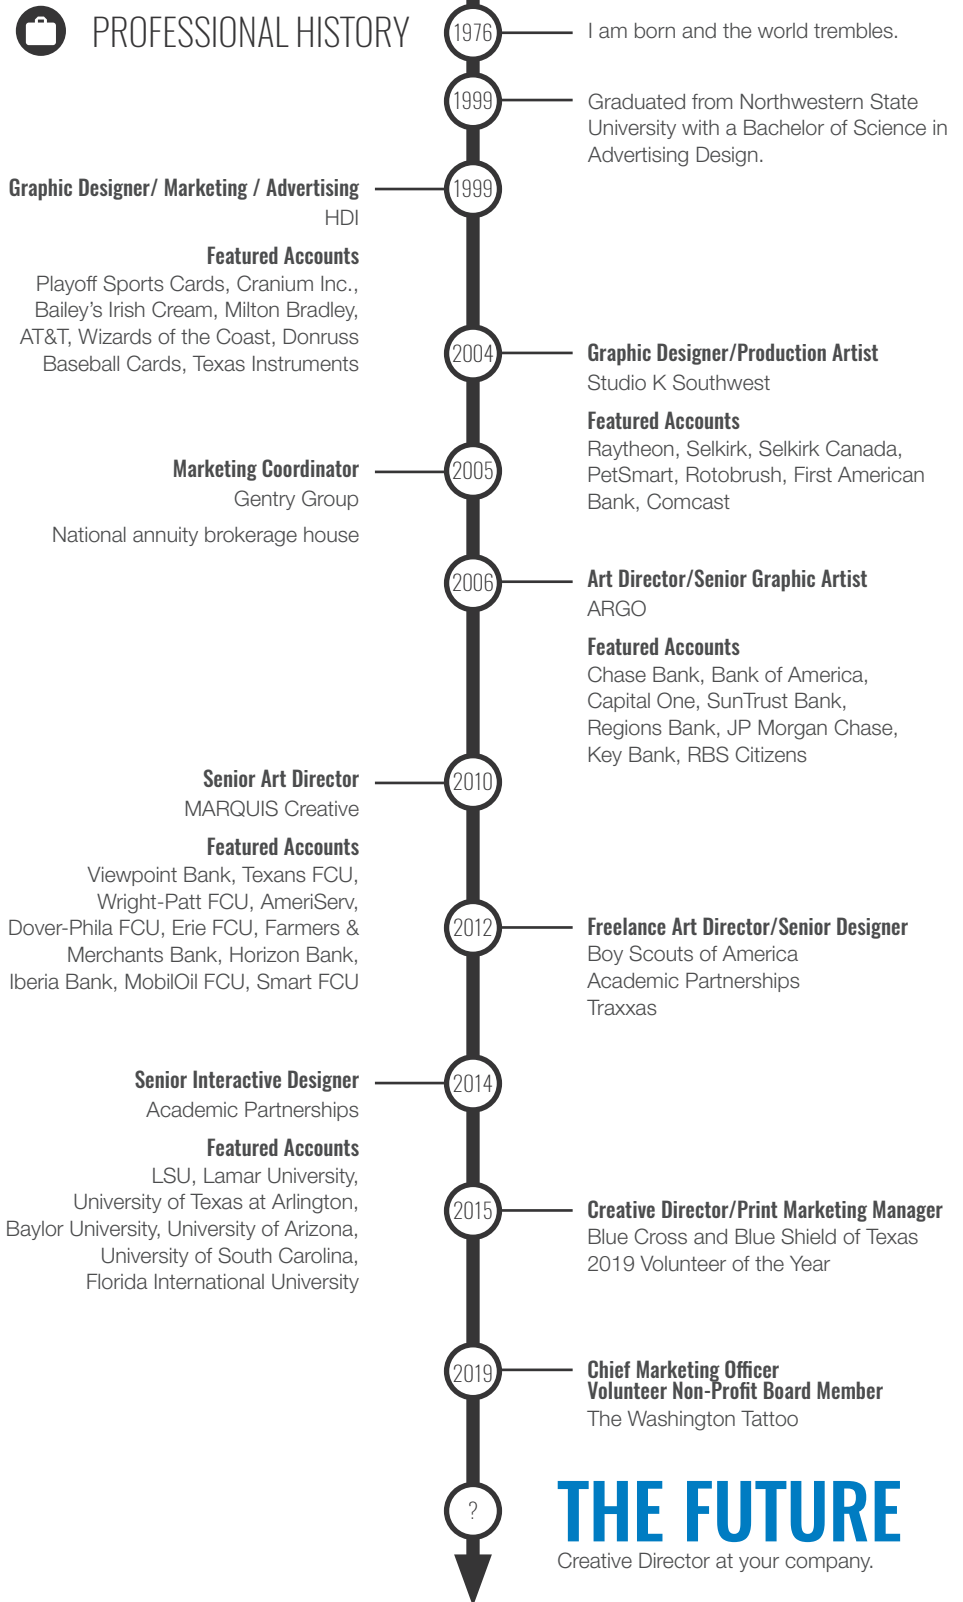 PROFESSIONAL HISTORY
1976
I am born and the world trembles.
1999
Graduated from Northwestern State
University with a Bachelor of Science in
Advertising Design.
1999
Graphic Designer/ Marketing / Advertising
HDI
Featured Accounts
Playoff Sports Cards, Cranium Inc.,
Bailey's Irish Cream, Milton Bradley,
AT&T, Wizards of the Coast, Donruss
Baseball Cards, Texas Instruments
2004
Graphic Designer/Production Artist
Studio K Southwest
Featured Accounts
Raytheon, Selkirk, Selkirk Canada,
PetSmart, Rotobrush, First American
Bank, Comcast
2005
Marketing Coordinator
Gentry Group
National annuity brokerage house
2006
Art Director/Senior Graphic Artist
ARGO
Featured Accounts
Chase Bank, Bank of America,
Capital One, SunTrust Bank,
Regions Bank, JP Morgan Chase,
Key Bank, RBS Citizens
2010
Senior Art Director
MARQUIS Creative
Featured Accounts
Viewpoint Bank, Texans FCU,
Wright-Patt FCU, AmeriServ,
Dover-Phila FCU, Erie FCU, Farmers &
Merchants Bank, Horizon Bank,
Iberia Bank, MobilOil FCU, Smart FCU
2012
Freelance Art Director/Senior Designer
Boy Scouts of America
Academic Partnerships
Traxxas
2014
Senior Interactive Designer
Academic Partnerships
Featured Accounts
LSU, Lamar University,
University of Texas at Arlington,
Baylor University, University of Arizona,
University of South Carolina,
Florida International University
2015
Creative Director/Print Marketing Manager
Blue Cross and Blue Shield of Texas
2019 Volunteer of the Year
2019
Chief Marketing Officer
Volunteer Non-Profit Board Member
The Washington Tattoo
?
THE FUTURE
Creative Director at your company.